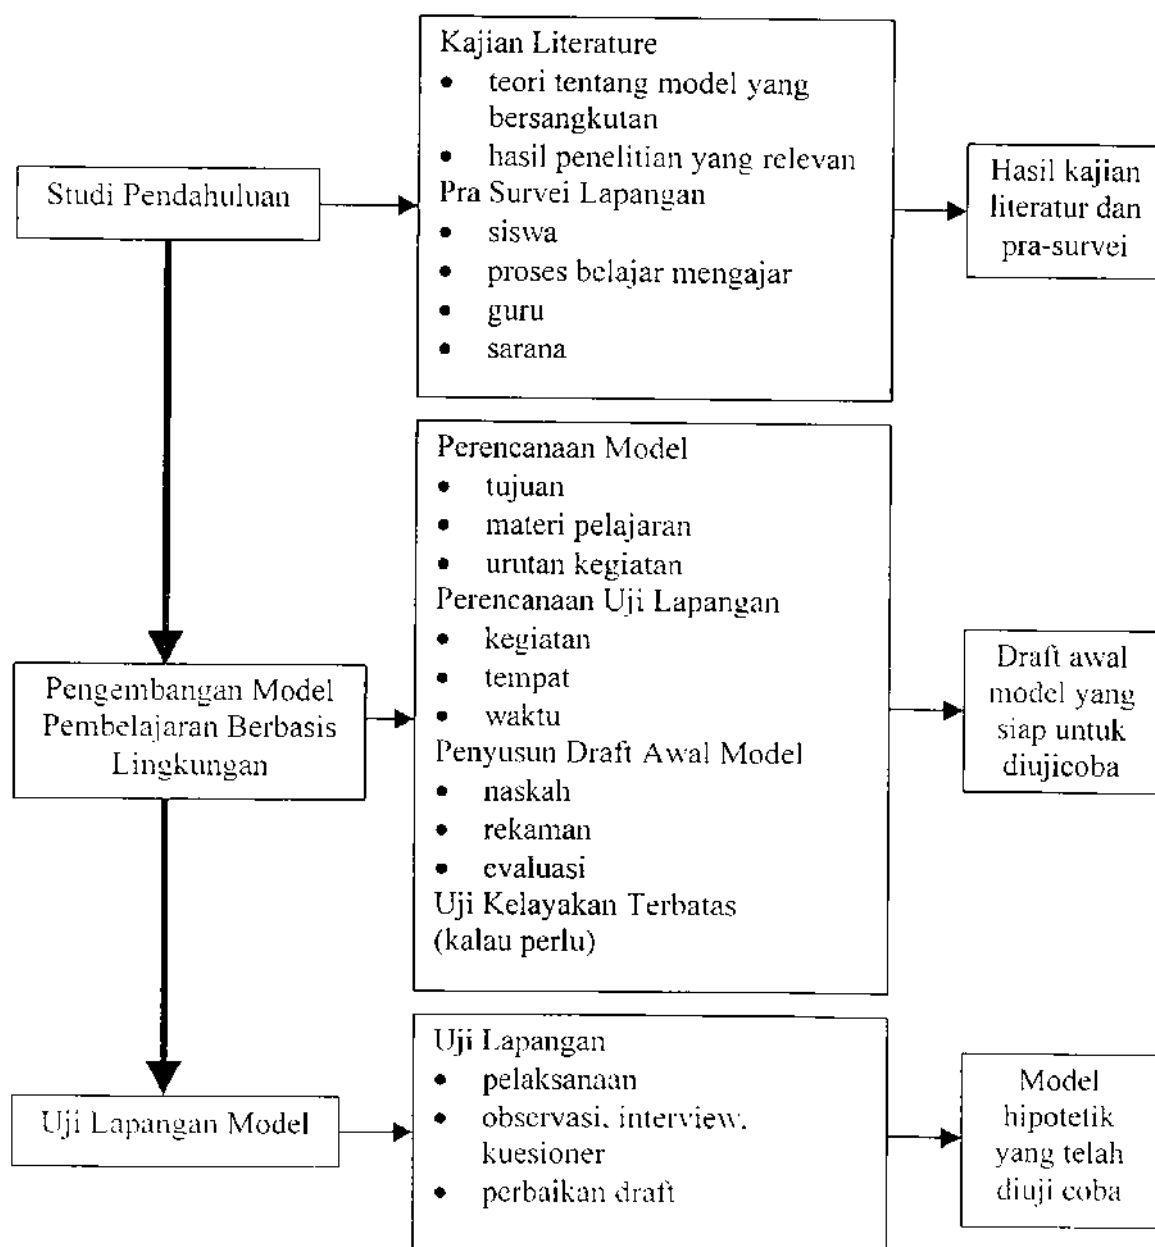 Studi Pendahuluan
Kajian Literature
• teori tentang model yang
bersangkutan
• hasil penelitian yang relevan
Pra Survei Lapangan
• siswa
• proses belajar mengajar
• guru
• sarana
Hasil kajian
literatur dan
pra-survei
Pengembangan Model
Pembelajaran Berbasis
Lingkungan
Perencanaan Model
• tujuan
• materi pelajaran
• urutan kegiatan
Perencanaan Uji Lapangan
• kegiatan
• tempat
• waktu
Penyusun Draft Awal Model
• naskah
• rekaman
• evaluasi
Uji Kelayakan Terbatas
(kalau perlu)
Draft awal
model yang
siap untuk
diujicoba
Uji Lapangan Model
Uji Lapangan
• pelaksanaan
• observasi, interview,
kuesioner
• perbaikan draft
Model
hipotetik
yang telah
diuji coba